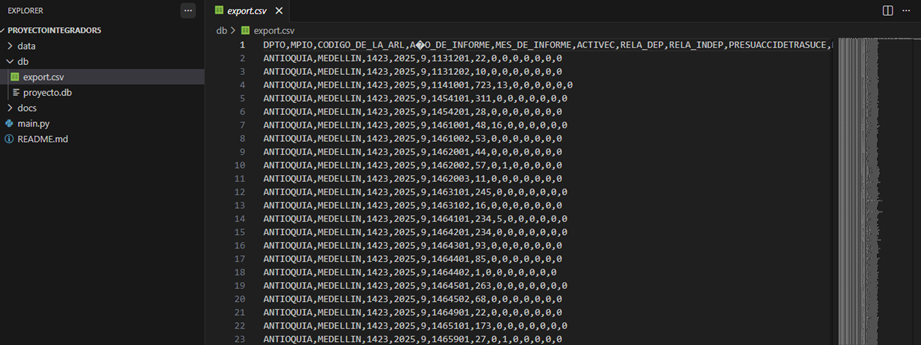 EXPLORER
···
PROYECTOINTEGRADOR5
data
db
export.csv
proyecto.db
docs
main.py
README.md
export.csv
db > export.csv
1 DPTO,MPIO,CODIGO_DE_LA_ARL,A�O_DE_INFORME,MES_DE_INFORME,ACTIVEC,RELA_DEP,RELA_INDEP,PRESUACCIDETRASUCE,
2 ANTIOQUIA,MEDELLIN,1423,2025,9,1131201,22,0,0,0,0,0,0,0
3 ANTIOQUIA,MEDELLIN,1423,2025,9,1131202,10,0,0,0,0,0,0,0
4 ANTIOQUIA,MEDELLIN,1423,2025,9,1141001,723,13,0,0,0,0,0,0
5 ANTIOQUIA,MEDELLIN,1423,2025,9,1454101,311,0,0,0,0,0,0,0
6 ANTIOQUIA,MEDELLIN,1423,2025,9,1454201,28,0,0,0,0,0,0,0
7 ANTIOQUIA,MEDELLIN,1423,2025,9,1461001,48,16,0,0,0,0,0,0
8 ANTIOQUIA,MEDELLIN,1423,2025,9,1461002,53,0,0,0,0,0,0,0
9 ANTIOQUIA,MEDELLIN,1423,2025,9,1462001,44,0,0,0,0,0,0,0
10 ANTIOQUIA,MEDELLIN,1423,2025,9,1462002,57,0,1,0,0,0,0,0
11 ANTIOQUIA,MEDELLIN,1423,2025,9,1462003,11,0,0,0,0,0,0,0
12 ANTIOQUIA,MEDELLIN,1423,2025,9,1463101,245,0,0,0,0,0,0,0
13 ANTIOQUIA,MEDELLIN,1423,2025,9,1463102,16,0,0,0,0,0,0,0
14 ANTIOQUIA,MEDELLIN,1423,2025,9,1464101,234,5,0,0,0,0,0,0
15 ANTIOQUIA,MEDELLIN,1423,2025,9,1464201,234,0,0,0,0,0,0,0
16 ANTIOQUIA,MEDELLIN,1423,2025,9,1464301,93,0,0,0,0,0,0,0
17 ANTIOQUIA,MEDELLIN,1423,2025,9,1464401,85,0,0,0,0,0,0,0
18 ANTIOQUIA,MEDELLIN,1423,2025,9,1464402,1,0,0,0,0,0,0,0
19 ANTIOQUIA,MEDELLIN,1423,2025,9,1464501,263,0,0,0,0,0,0,0
20 ANTIOQUIA,MEDELLIN,1423,2025,9,1464502,68,0,0,0,0,0,0,0
21 ANTIOQUIA,MEDELLIN,1423,2025,9,1464901,22,0,0,0,0,0,0,0
22 ANTIOQUIA,MEDELLIN,1423,2025,9,1465101,173,0,0,0,0,0,0,0
23 ANTIOQUIA,MEDELLIN,1423,2025,9,1465901,27,0,1,0,0,0,0,0